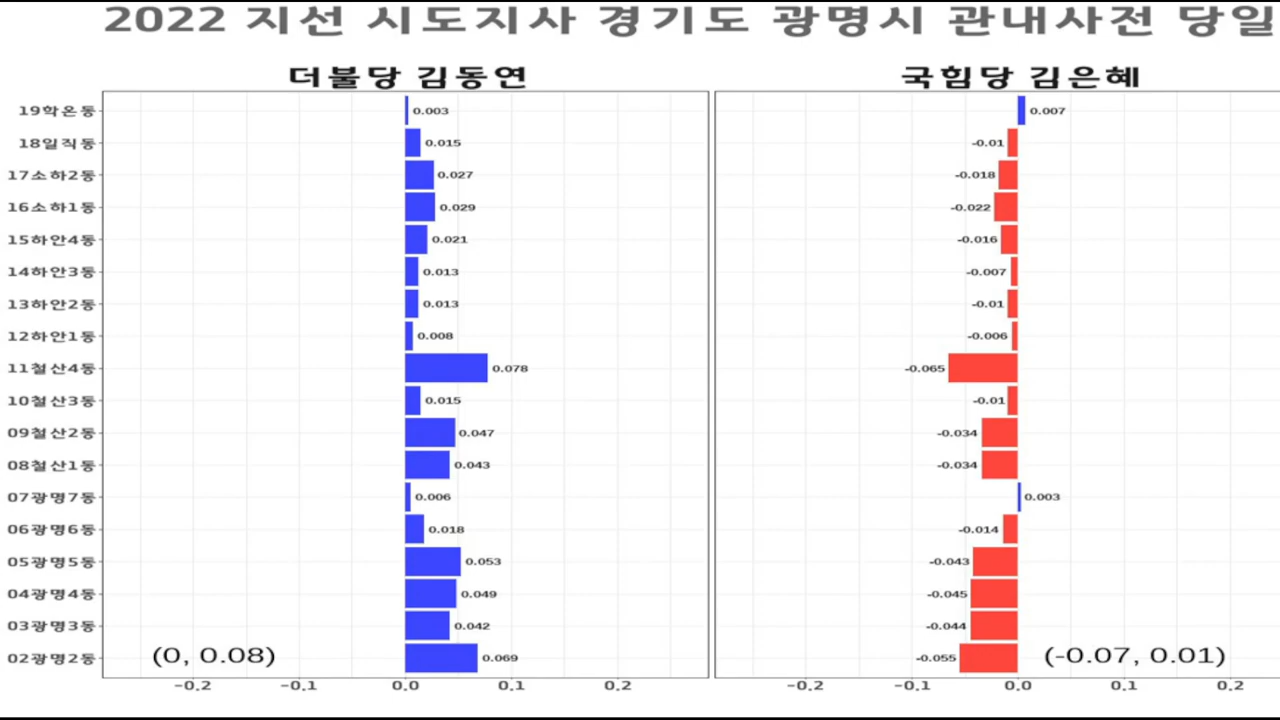 2022 지선 시도지사 경기도 광명시 관내사전 당일
더불당 김동연 국힘당 김은혜
19학온동 0.003 0.007
18일직동 0.015 -0.01
17소하2동 0.027 -0.018
16소하1동 0.029 -0.022
15하안4동 0.021 -0.016
14하안3동 0.013 -0.007
13하안2동 0.013 -0.01
12하안1동 0.008 -0.006
11철산4동 0.078 -0.065
10철산3동 0.015 -0.01
09철산2동 0.047 -0.034
08철산1동 0.043 -0.034
07광명7동 0.006 0.003
06광명6동 0.018 -0.014
05광명5동 0.053 -0.043
04광명4동 0.049 -0.045
03광명3동 0.042 -0.044
02광명2동 (0, 0.08) 0.069 -0.055 (-0.07, 0.01)
-0.2 -0.1 0.0 0.1 0.2 -0.2 -0.1 0.0 0.1 0.2